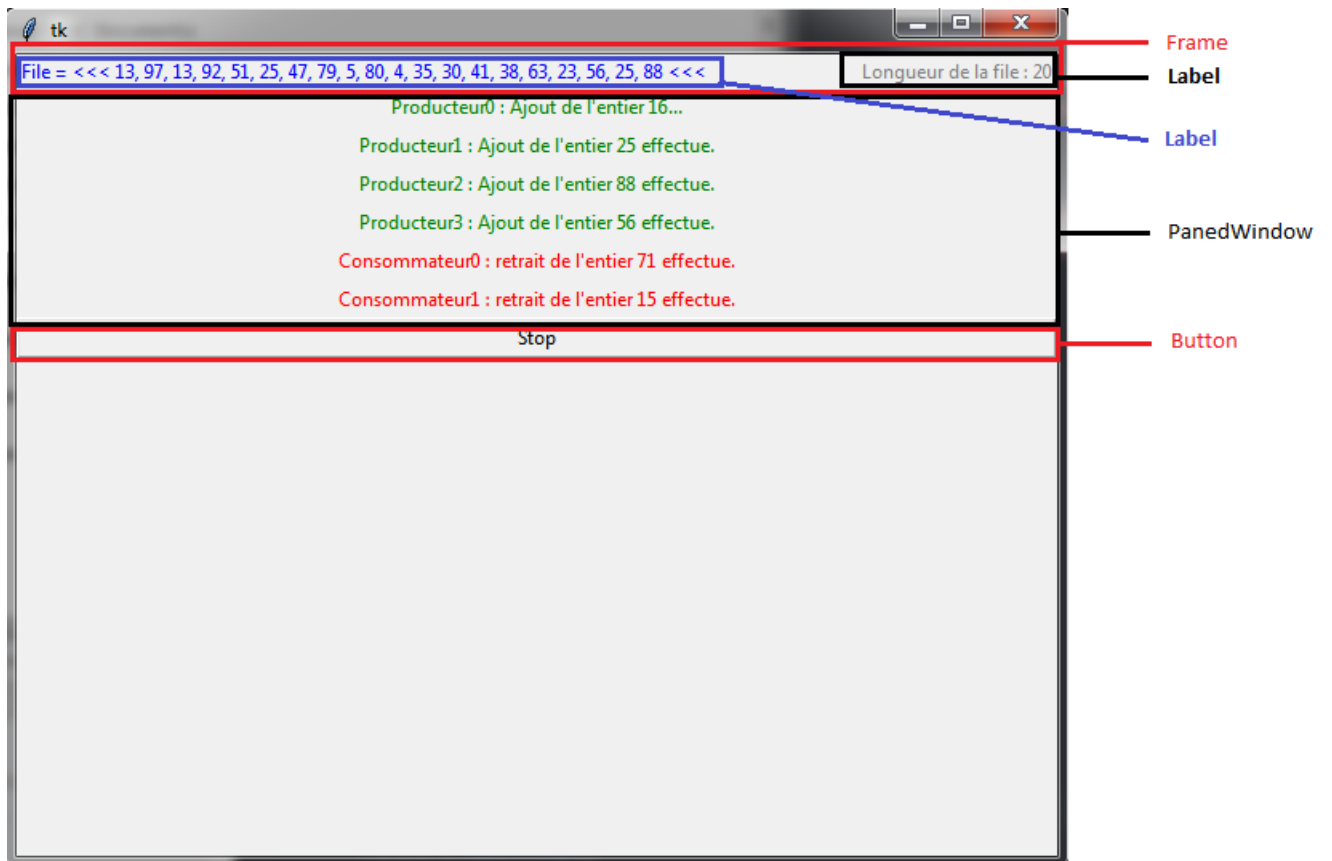 tk
Frame
File = <<< 13, 97, 13, 92, 51, 25, 47, 79, 5, 80, 4, 35, 30, 41, 38, 63, 23, 56, 25, 88 <<<
Longueur de la file : 20
Label
Producteur0 : Ajout de l'entier 16...
Label
Producteur1 : Ajout de l'entier 25 effectue.
Producteur2 : Ajout de l'entier 88 effectue.
Producteur3 : Ajout de l'entier 56 effectue.
PanedWindow
Consommateur0 : retrait de l'entier 71 effectue.
Consommateur1 : retrait de l'entier 15 effectue.
Stop
Button